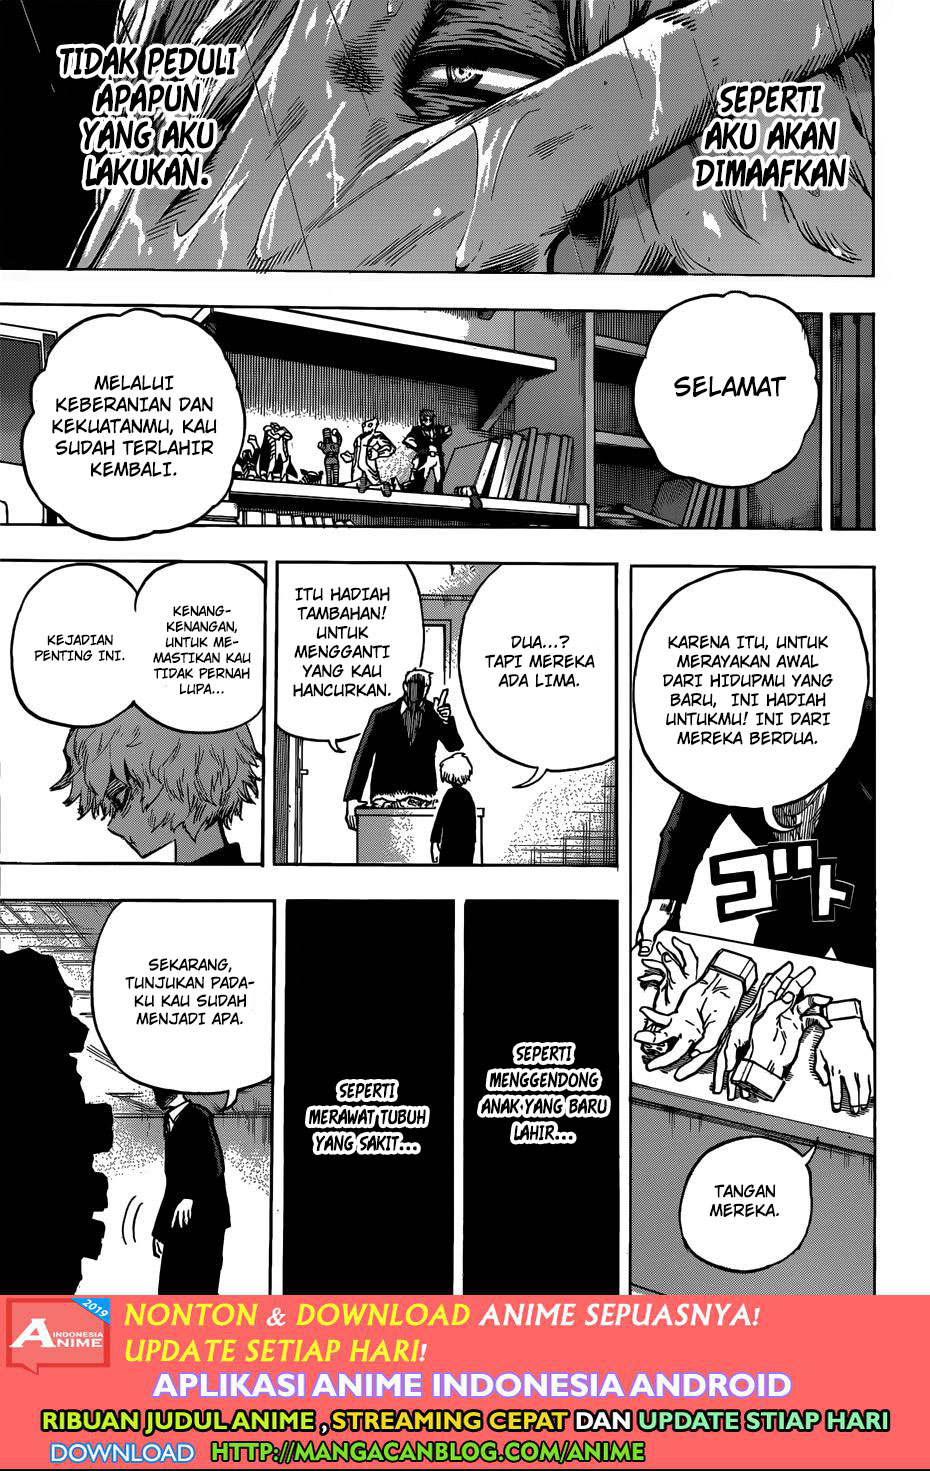 SEPERTI
AKU AKAN
DIMAAFKAN
TIDAK PEDULI
APAPUN
YANG AKU
LAKUKAN.
SELAMAT
MELALUI
KEBERANIAN DAN
KEKUATANMU, KAU
SUDAH TERLAHIR
KEMBALI.
KARENA ITU, UNTUK
MERAYAKAN AWAL
DARI HIDUPMU YANG
BARU, INI HADIAH
UNTUKMU! INI DARI
MEREKA BERDUA.
ゴト
TANGAN
MEREKA.
DUA...?
TAPI MEREKA
ADA LIMA.
ITU HADIAH
TAMBAHAN!
UNTUK
MENGGANTI
YANG KAU
HANCURKAN.
KENANG-
KENANGAN,
UNTUK ME-
MASTIKAN KAU
TIDAK PERNAH
LUPA...
KEJADIAN
PENTING INI.
SEPERTI
MENGGENDONG
ANAK YANG BARU
LAHIR...
SEPERTI
MERAWAT TUBUH
YANG SAKIT...
SEKARANG,
TUNJUKAN PADA-
KU KAU SUDAH
MENJADI APA.
2019
INDONESIA
ANIME
NONTON & DOWNLOAD ANIME SEPUASNYA!
UPDATE SETIAP HARI!
APLIKASI ANIME INDONESIA ANDROID
RIBUAN JUDUL ANIME , STREAMING CEPAT DAN UPDATE STIAP HARI
DOWNLOAD HTTP://MANGACANBLOG.COM/ANIME